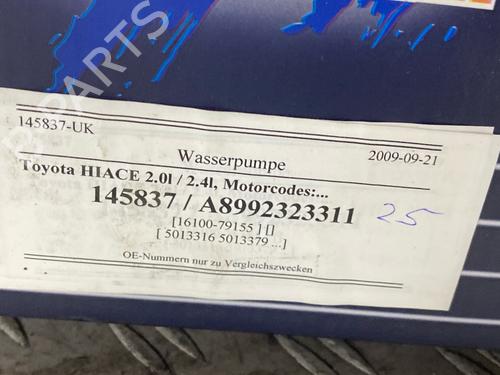 PARTS
145837-UK
Wasserpumpe
2009-09-21
Toyota HIACE 2.0l / 2.4l, Motorcodes:...
145837 / A8992323311
25
[16100-79155 ] []
[ 5013316 5013379 ...]
OE-Nummern nur zu Vergleichszwecken